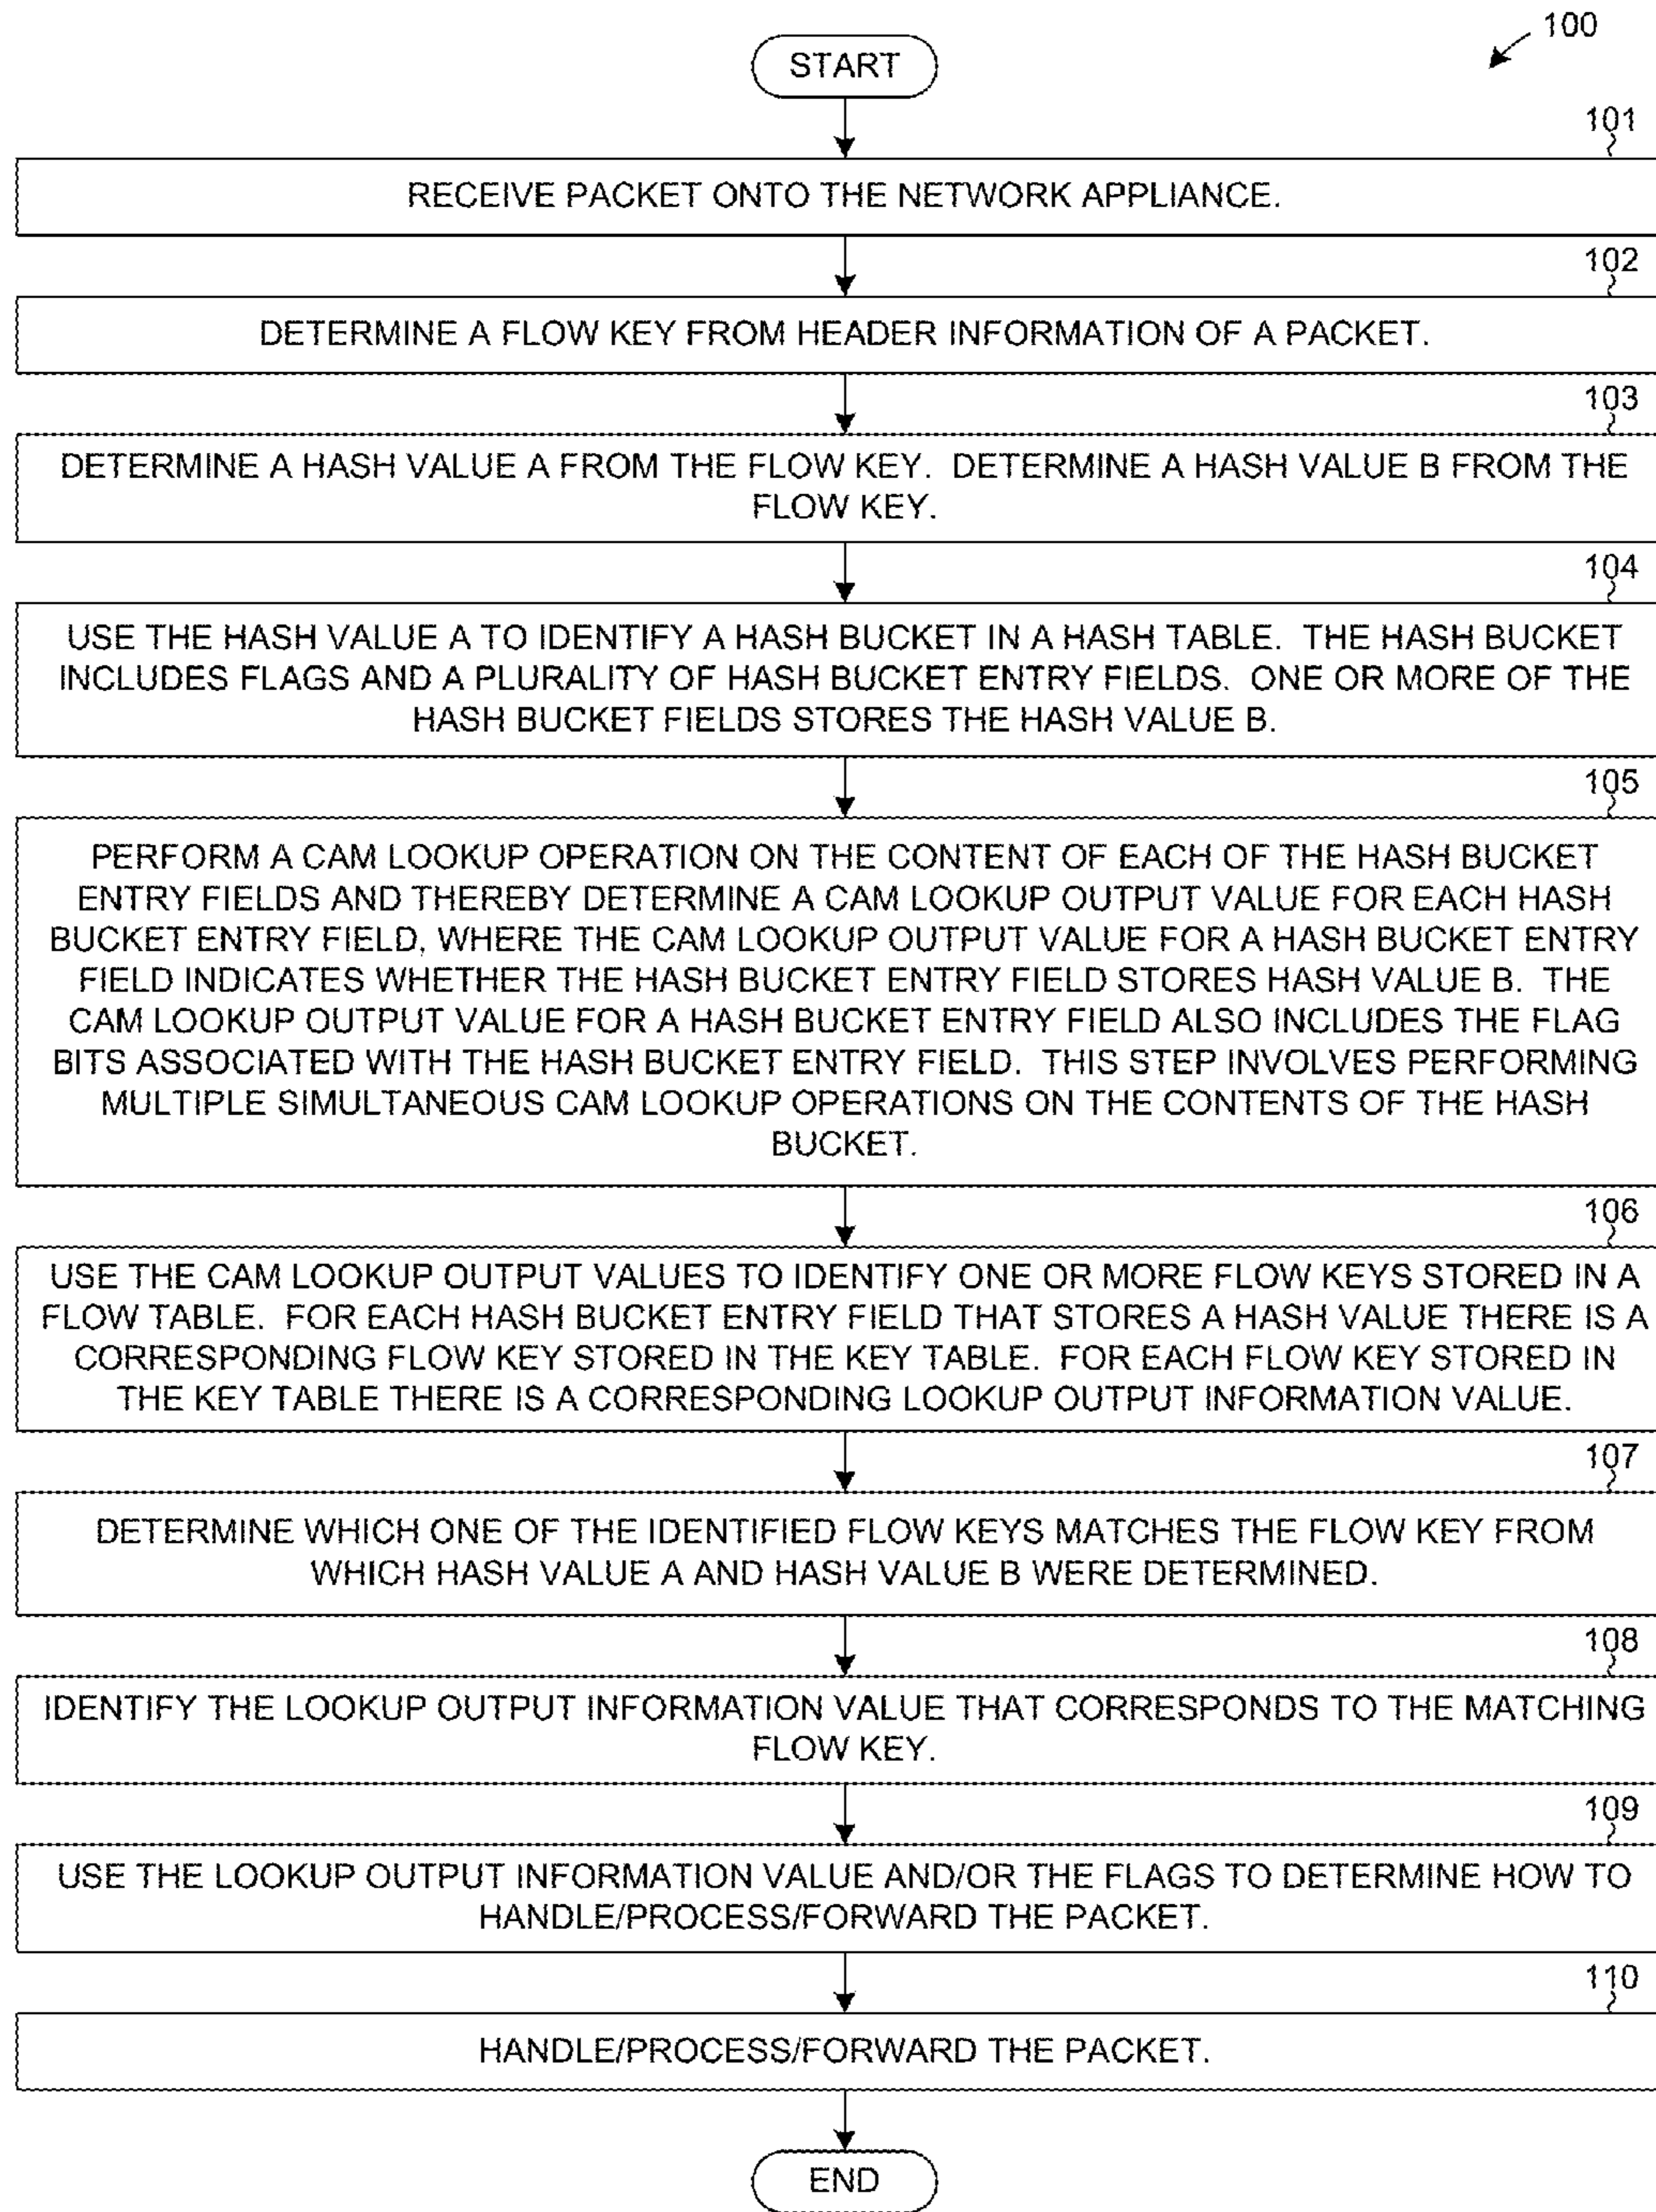 100
START
101
RECEIVE PACKET ONTO THE NETWORK APPLIANCE.
102
DETERMINE A FLOW KEY FROM HEADER INFORMATION OF A PACKET.
103
DETERMINE A HASH VALUE A FROM THE FLOW KEY. DETERMINE A HASH VALUE B FROM THE
FLOW KEY.
104
USE THE HASH VALUE A TO IDENTIFY A HASH BUCKET IN A HASH TABLE. THE HASH BUCKET
INCLUDES FLAGS AND A PLURALITY OF HASH BUCKET ENTRY FIELDS. ONE OR MORE OF THE
HASH BUCKET FIELDS STORES THE HASH VALUE B.
105
PERFORM A CAM LOOKUP OPERATION ON THE CONTENT OF EACH OF THE HASH BUCKET
ENTRY FIELDS AND THEREBY DETERMINE A CAM LOOKUP OUTPUT VALUE FOR EACH HASH
BUCKET ENTRY FIELD, WHERE THE CAM LOOKUP OUTPUT VALUE FOR A HASH BUCKET ENTRY
FIELD INDICATES WHETHER THE HASH BUCKET ENTRY FIELD STORES HASH VALUE B. THE
CAM LOOKUP OUTPUT VALUE FOR A HASH BUCKET ENTRY FIELD ALSO INCLUDES THE FLAG
BITS ASSOCIATED WITH THE HASH BUCKET ENTRY FIELD. THIS STEP INVOLVES PERFORMING
MULTIPLE SIMULTANEOUS CAM LOOKUP OPERATIONS ON THE CONTENTS OF THE HASH
BUCKET.
106
USE THE CAM LOOKUP OUTPUT VALUES TO IDENTIFY ONE OR MORE FLOW KEYS STORED IN A
FLOW TABLE. FOR EACH HASH BUCKET ENTRY FIELD THAT STORES A HASH VALUE THERE IS A
CORRESPONDING FLOW KEY STORED IN THE KEY TABLE. FOR EACH FLOW KEY STORED IN
THE KEY TABLE THERE IS A CORRESPONDING LOOKUP OUTPUT INFORMATION VALUE.
107
DETERMINE WHICH ONE OF THE IDENTIFIED FLOW KEYS MATCHES THE FLOW KEY FROM
WHICH HASH VALUE A AND HASH VALUE B WERE DETERMINED.
108
IDENTIFY THE LOOKUP OUTPUT INFORMATION VALUE THAT CORRESPONDS TO THE MATCHING
FLOW KEY.
109
USE THE LOOKUP OUTPUT INFORMATION VALUE AND/OR THE FLAGS TO DETERMINE HOW TO
HANDLE/PROCESS/FORWARD THE PACKET.
110
HANDLE/PROCESS/FORWARD THE PACKET.
END